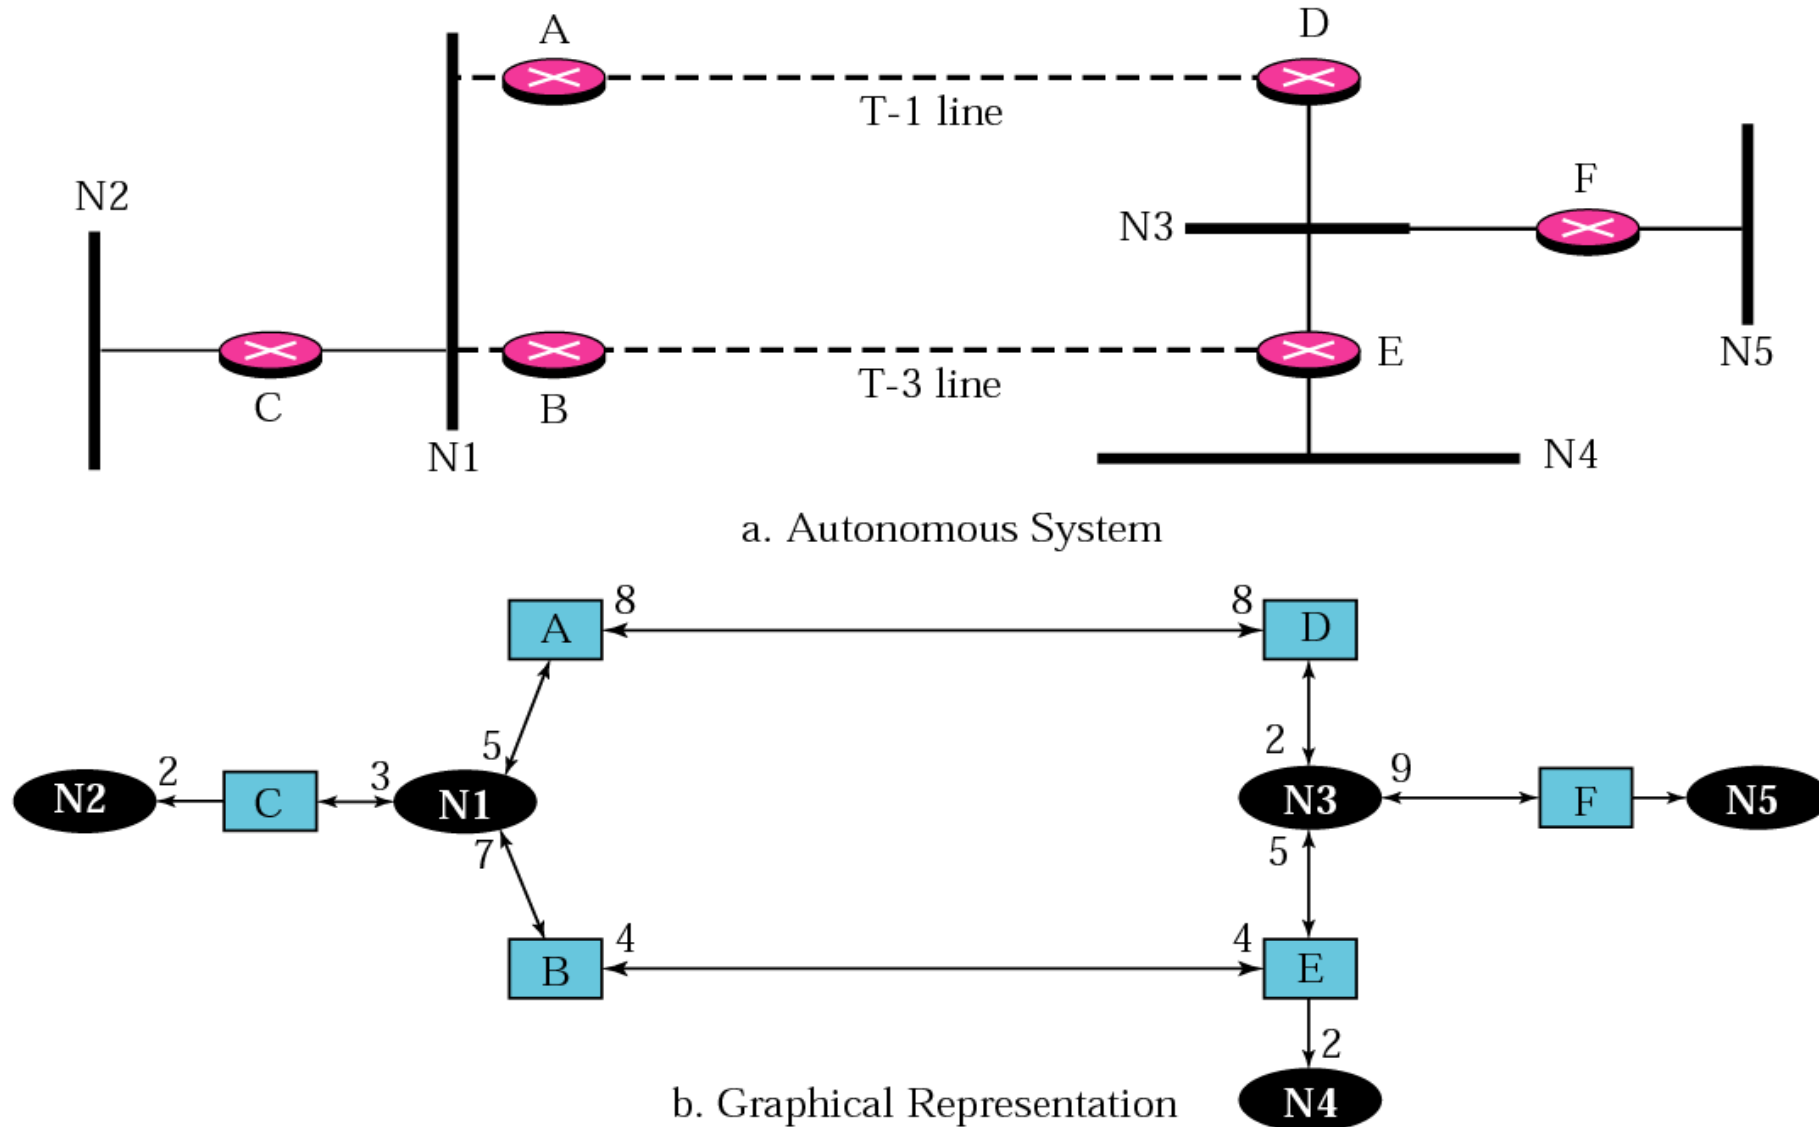 A
D
T-1 line
N2
F
N3
C
B
T-3 line
E
N5
N1
N4
a. Autonomous System
A 8
8 D
5
2
N2 2 C 3 N1
N3 9 F N5
7
5
B 4
4 E
2
N4
b. Graphical Representation